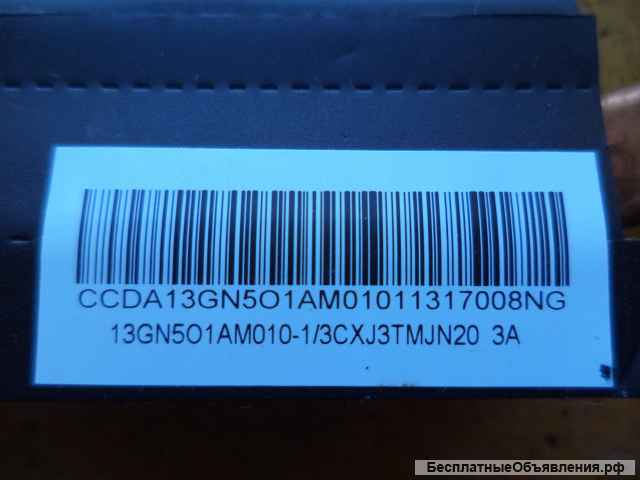 CCDA13GN5O1AM01011317008NG
13GN5O1AM010-1/3CXJ3TMJN20 3A
БесплатныеОбъявления.рф